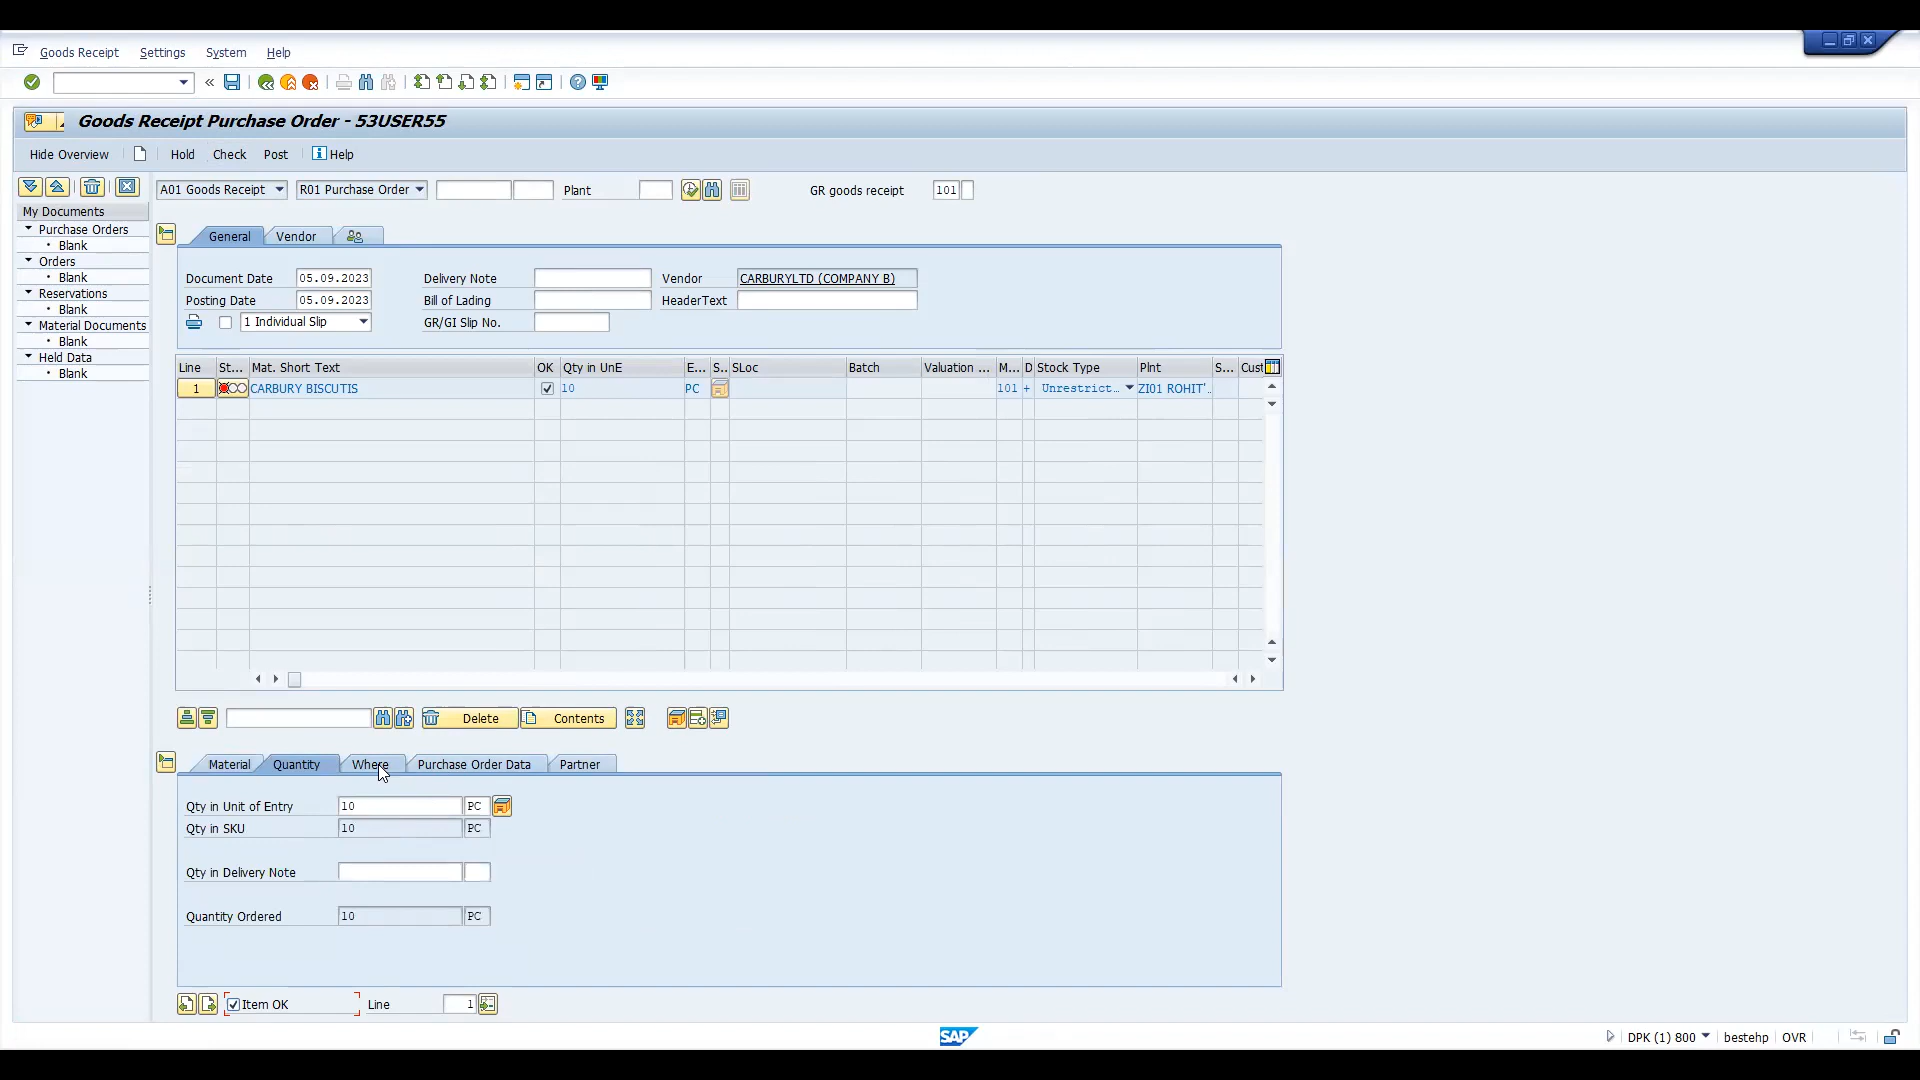 Goods Receipt Settings System Help
Goods Receipt Purchase Order - 53USER55
Hide Overview Hold Check Post Help
A01 Goods Receipt R01 Purchase Order Plant GR goods receipt 101
My Documents
Purchase Orders
• Blank
Orders
• Blank
Reservations
• Blank
Material Documents
• Blank
Held Data
• Blank
General Vendor
Document Date 05.09.2023 Delivery Note Vendor CARBURYLTD (COMPANY B)
Posting Date 05.09.2023 Bill of Lading HeaderText
1 Individual Slip GR/GI Slip No.
Line St... Mat. Short Text OK Qty in UnE E... S.. SLoc Batch Valuation ... M... D Stock Type Plnt S... Cust
1 CARBURY BISCUTIS 10 PC 101 + Unrestrict... ZI01 ROHIT'..
Delete Contents
Material Quantity Where Purchase Order Data Partner
Qty in Unit of Entry 10 PC
Qty in SKU 10 PC
Qty in Delivery Note
Quantity Ordered 10 PC
Item OK Line 1
SAP DPK (1) 800 bestehp OVR